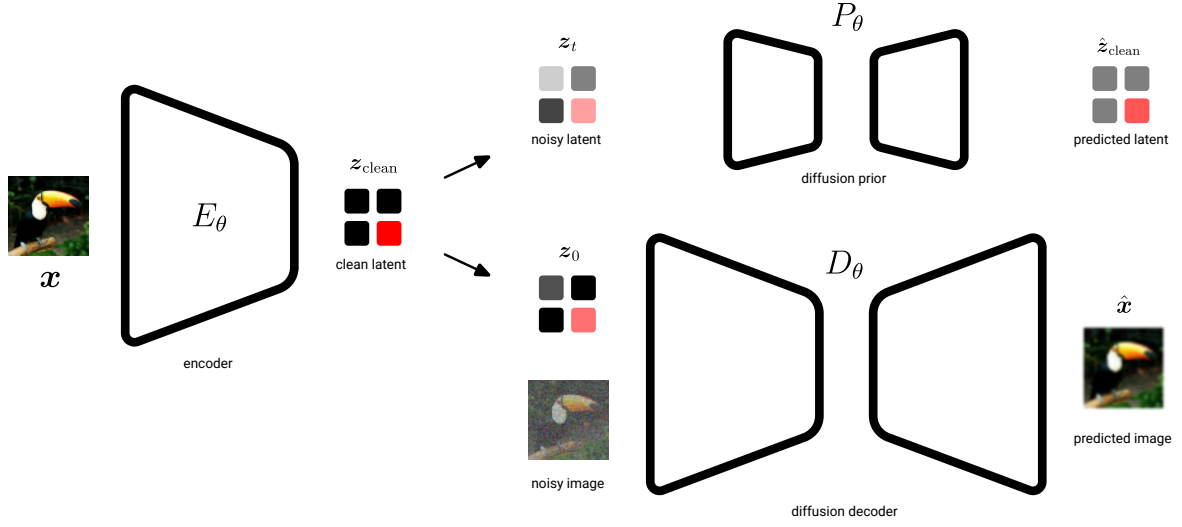 x
E_θ
encoder
z_clean
clean latent
z_t
noisy latent
P_θ
diffusion prior
ẑ_clean
predicted latent
z_0
noisy image
D_θ
diffusion decoder
x̂
predicted image